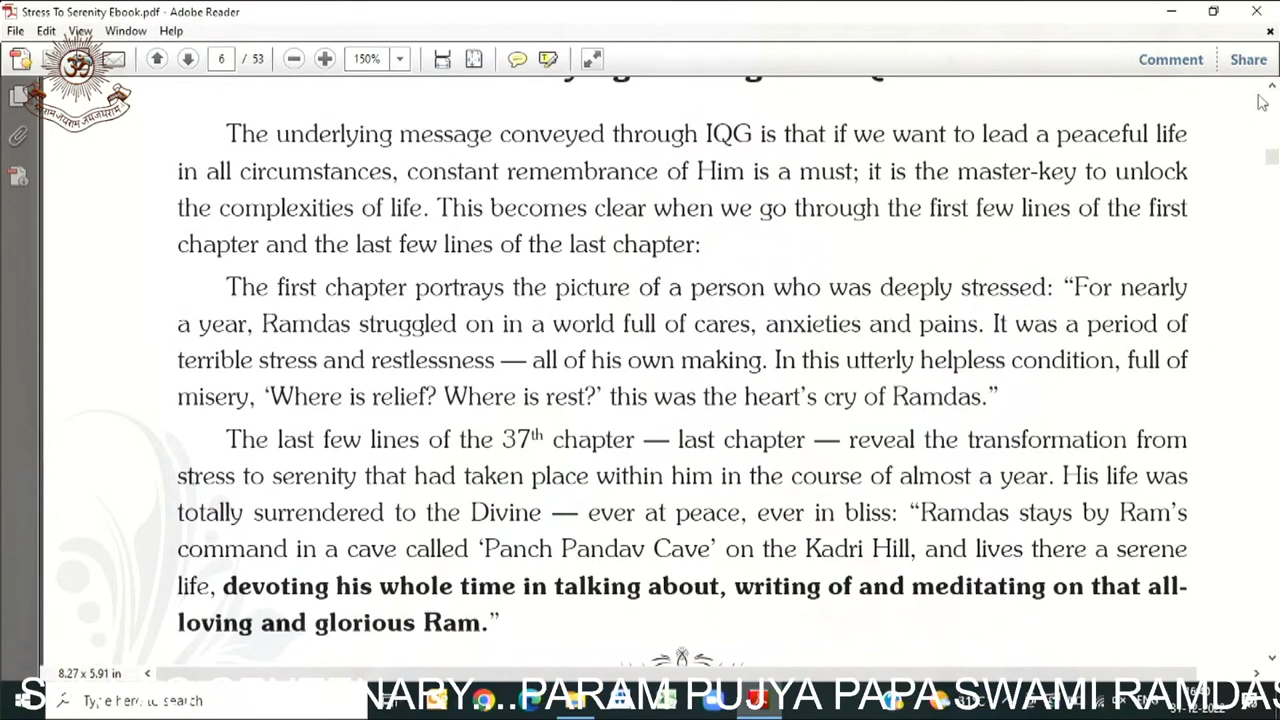 Stress To Serenity Ebook.pdf - Adobe Reader
File Edit View Window Help
6 / 53 150% Comment Share
The underlying message conveyed through IQG is that if we want to lead a peaceful life
in all circumstances, constant remembrance of Him is a must; it is the master-key to unlock
the complexities of life. This becomes clear when we go through the first few lines of the first
chapter and the last few lines of the last chapter:
The first chapter portrays the picture of a person who was deeply stressed: “For nearly
a year, Ramdas struggled on in a world full of cares, anxieties and pains. It was a period of
terrible stress and restlessness — all of his own making. In this utterly helpless condition, full of
misery, ‘Where is relief? Where is rest?’ this was the heart’s cry of Ramdas.”
The last few lines of the 37th chapter — last chapter — reveal the transformation from
stress to serenity that had taken place within him in the course of almost a year. His life was
totally surrendered to the Divine — ever at peace, ever in bliss: “Ramdas stays by Ram’s
command in a cave called ‘Panch Pandav Cave’ on the Kadri Hill, and lives there a serene
life, devoting his whole time in talking about, writing of and meditating on that all-
loving and glorious Ram.”
8.27 x 5.91 in
Type here to search
PARAM PUJYA PAPA SWAMI RAMDAS
31-12-2022